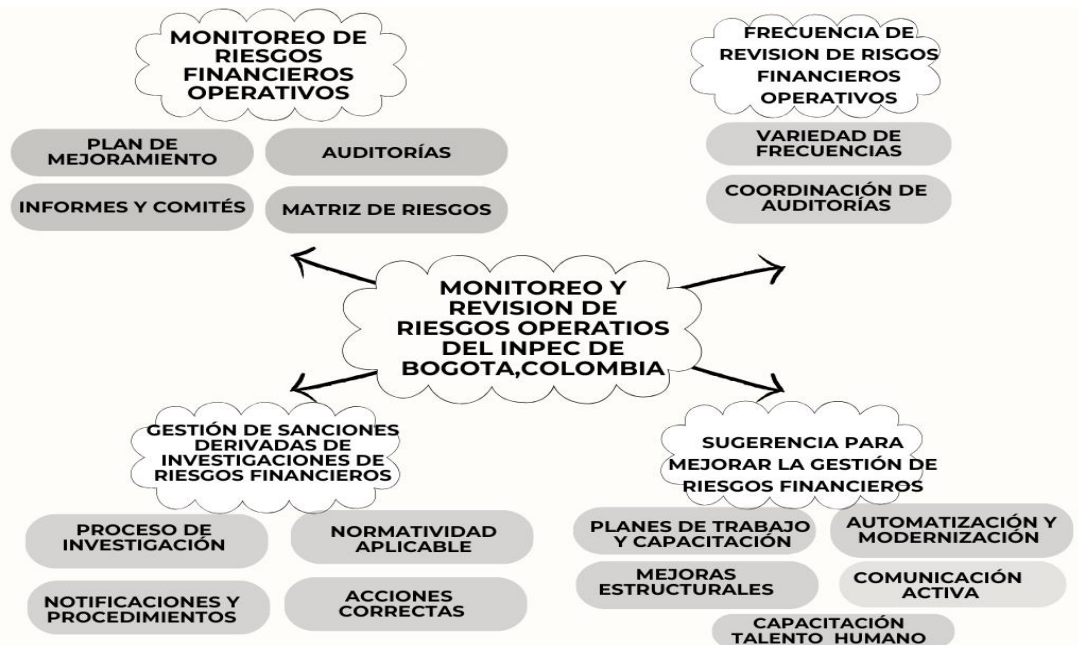 MONITOREO DE
RIESGOS
FINANCIEROS
OPERATIVOS
PLAN DE
MEJORAMIENTO
AUDITORÍAS
INFORMES Y COMITÉS
MATRIZ DE RIESGOS
FRECUENCIA DE
REVISION DE RISGOS
FINANCIEROS
OPERATIVOS
VARIEDAD DE
FRECUENCIAS
COORDINACIÓN DE
AUDITORÍAS
MONITOREO Y
REVISION DE
RIESGOS OPERATIOS
DEL INPEC DE
BOGOTA,COLOMBIA
GESTIÓN DE SANCIONES
DERIVADAS DE
INVESTIGACIONES DE
RIESGOS FINANCIEROS
PROCESO DE
INVESTIGACIÓN
NORMATIVIDAD
APLICABLE
NOTIFICACIONES Y
PROCEDIMIENTOS
ACCIONES
CORRECTAS
SUGERENCIA PARA
MEJORAR LA GESTIÓN DE
RIESGOS FINANCIEROS
PLANES DE TRABAJO
Y CAPACITACIÓN
AUTOMATIZACIÓN Y
MODERNIZACIÓN
MEJORAS
ESTRUCTURALES
COMUNICACIÓN
ACTIVA
CAPACITACIÓN
TALENTO HUMANO